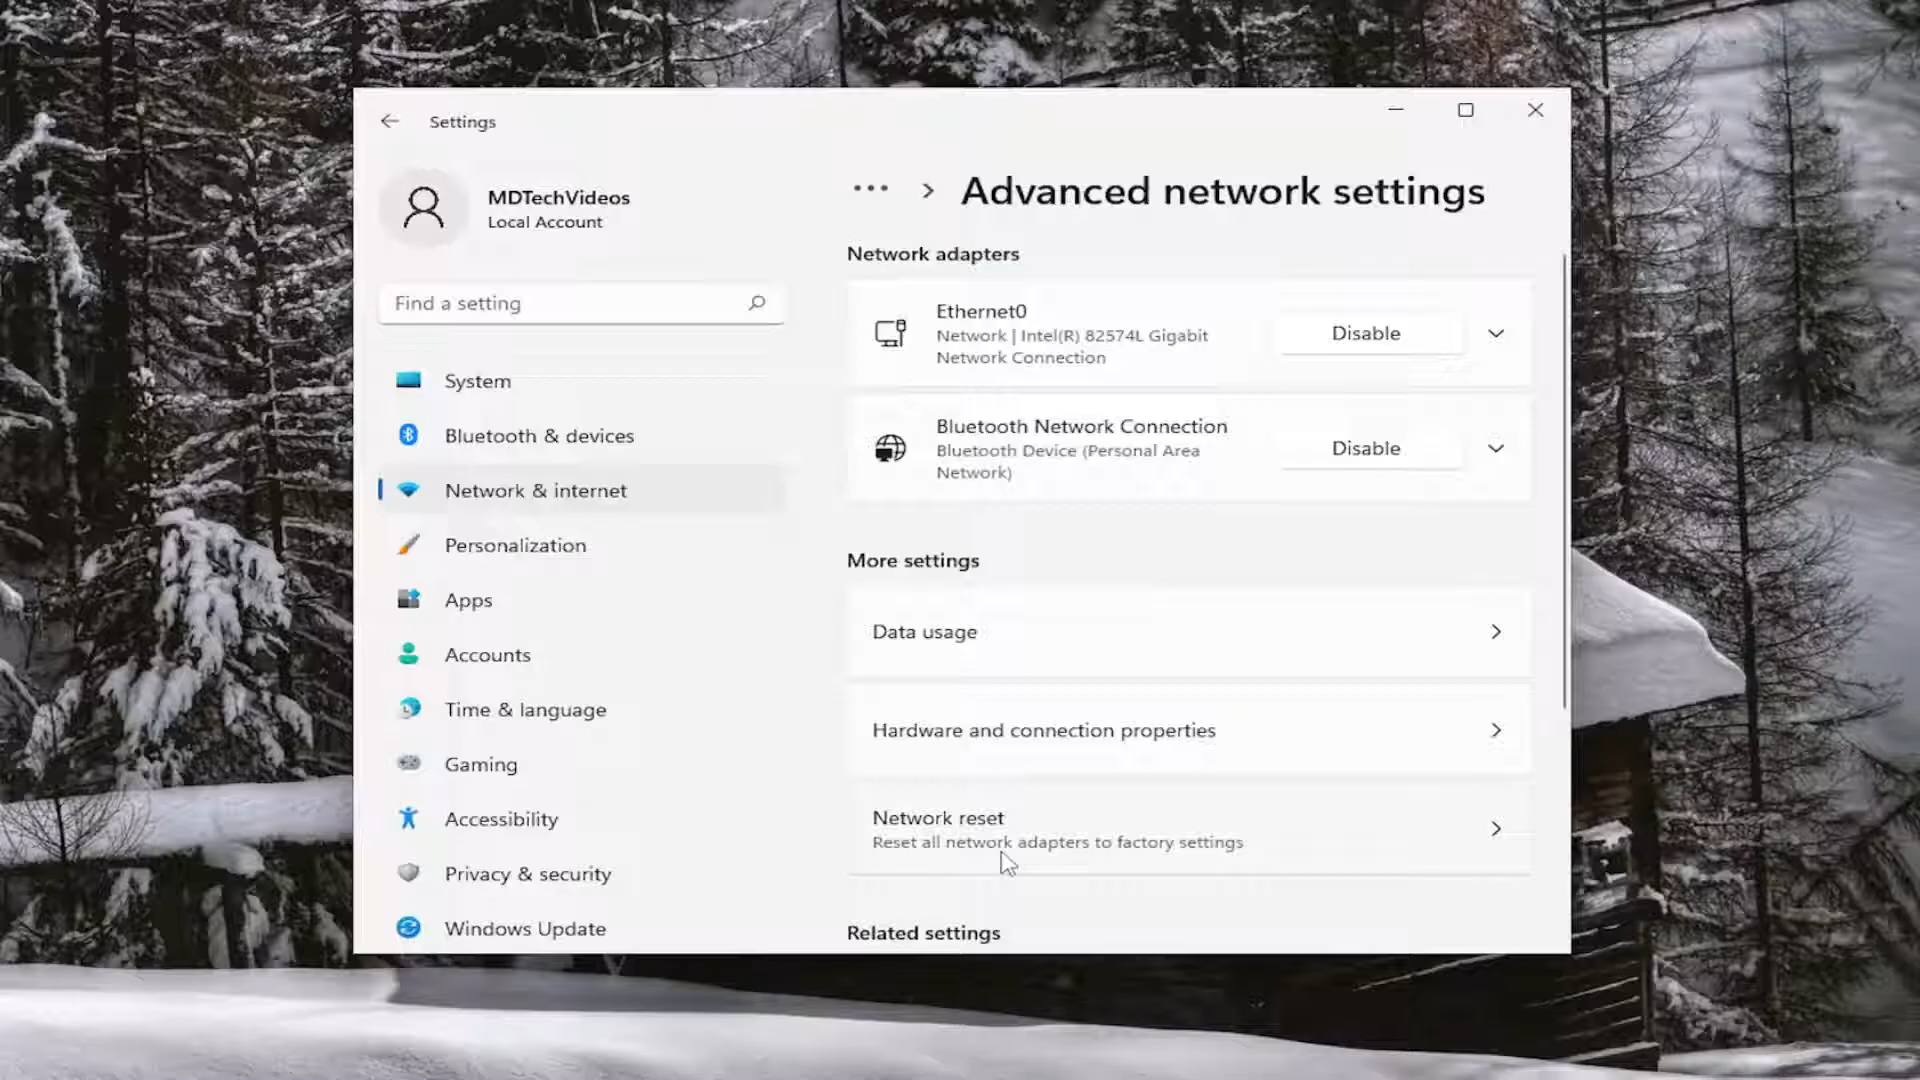 Settings
MDTechVideos
Local Account
Find a setting
System
Bluetooth & devices
Network & internet
Personalization
Apps
Accounts
Time & language
Gaming
Accessibility
Privacy & security
Windows Update
... > Advanced network settings
Network adapters
Ethernet0
Network | Intel(R) 82574L Gigabit
Network Connection
Disable
Bluetooth Network Connection
Bluetooth Device (Personal Area
Network)
Disable
More settings
Data usage
Hardware and connection properties
Network reset
Reset all network adapters to factory settings
Related settings